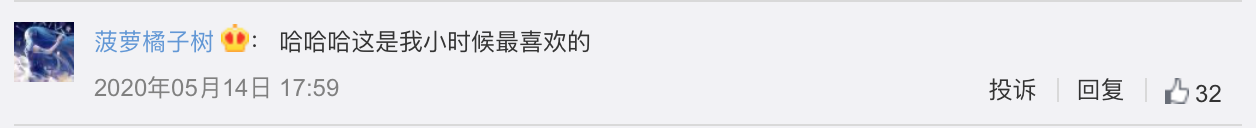 菠萝橘子树： 哈哈哈这是我小时候最喜欢的
2020年05月14日 17:59
投诉 回复 32